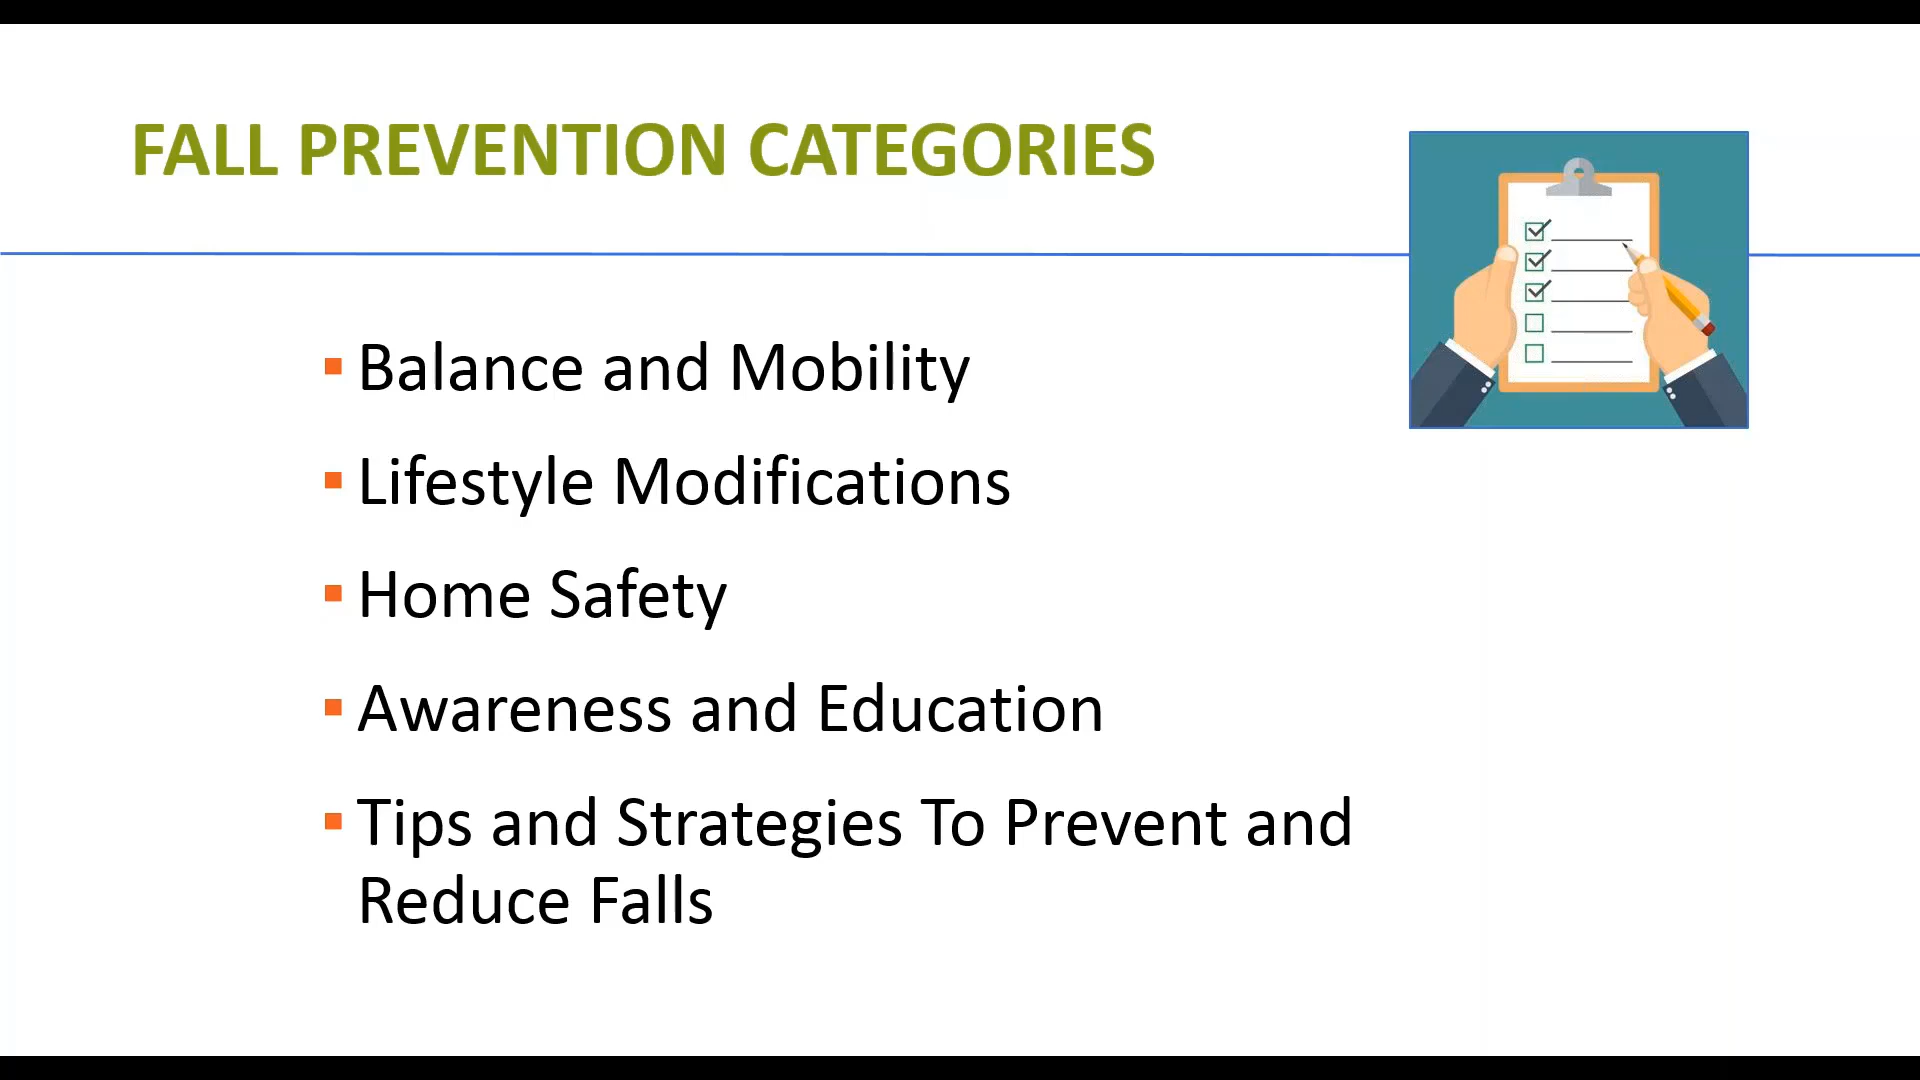 FALL PREVENTION CATEGORIES
Balance and Mobility
Lifestyle Modifications
Home Safety
Awareness and Education
Tips and Strategies To Prevent and
Reduce Falls